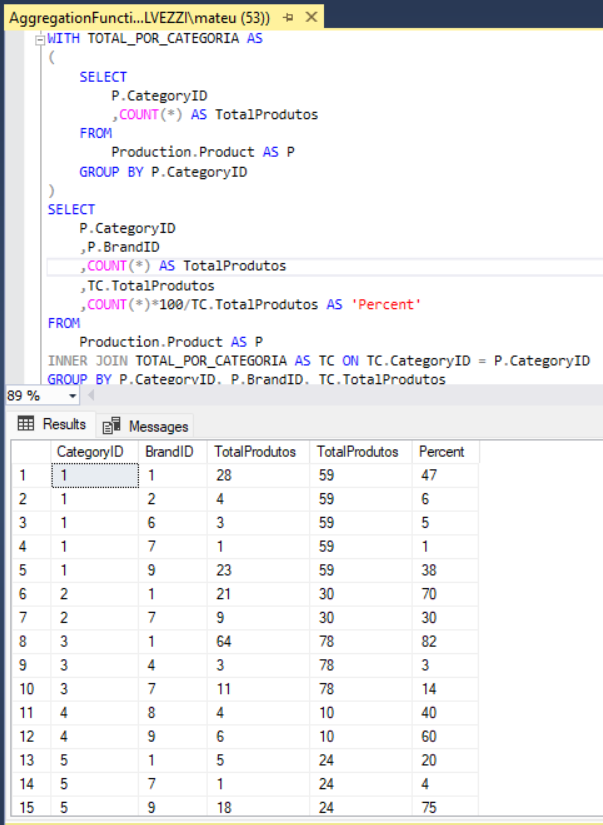 AggregationFuncti...LVEZZI\mateu (53))
WITH TOTAL_POR_CATEGORIA AS
(
SELECT
P.CategoryID
,COUNT(*) AS TotalProdutos
FROM
Production.Product AS P
GROUP BY P.CategoryID
)
SELECT
P.CategoryID
,P.BrandID
,COUNT(*) AS TotalProdutos
,TC.TotalProdutos
,COUNT(*)*100/TC.TotalProdutos AS 'Percent'
FROM
Production.Product AS P
INNER JOIN TOTAL_POR_CATEGORIA AS TC ON TC.CategoryID = P.CategoryID
GROUP BY P.CategoryID, P.BrandID, TC.TotalProdutos
89 %
Results Messages
CategoryID BrandID TotalProdutos TotalProdutos Percent
1 1 1 28 59 47
2 1 2 4 59 6
3 1 6 3 59 5
4 1 7 1 59 1
5 1 9 23 59 38
6 2 1 21 30 70
7 2 7 9 30 30
8 3 1 64 78 82
9 3 4 3 78 3
10 3 7 11 78 14
11 4 8 4 10 40
12 4 9 6 10 60
13 5 1 5 24 20
14 5 7 1 24 4
15 5 9 18 24 75